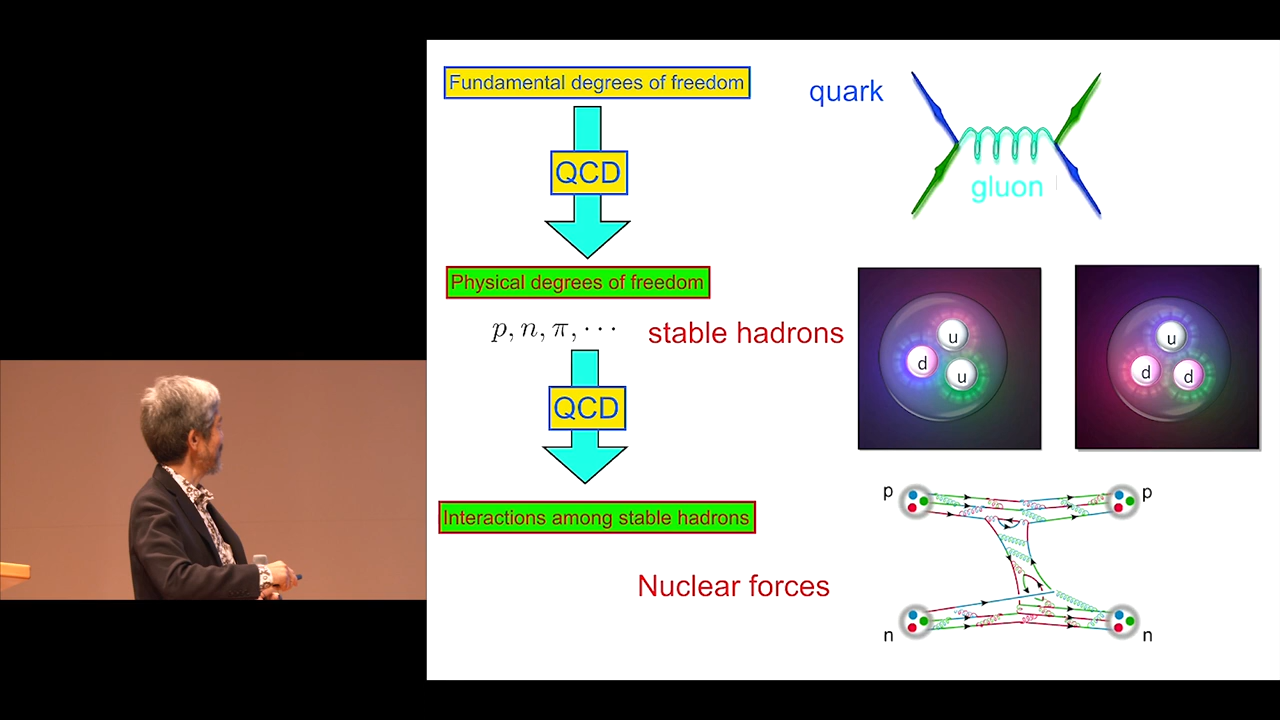 Fundamental degrees of freedom
quark
QCD
gluon
Physical degrees of freedom
p, n, π, ···
stable hadrons
u
d
u
u
d
d
QCD
p
p
Interactions among stable hadrons
Nuclear forces
n
n